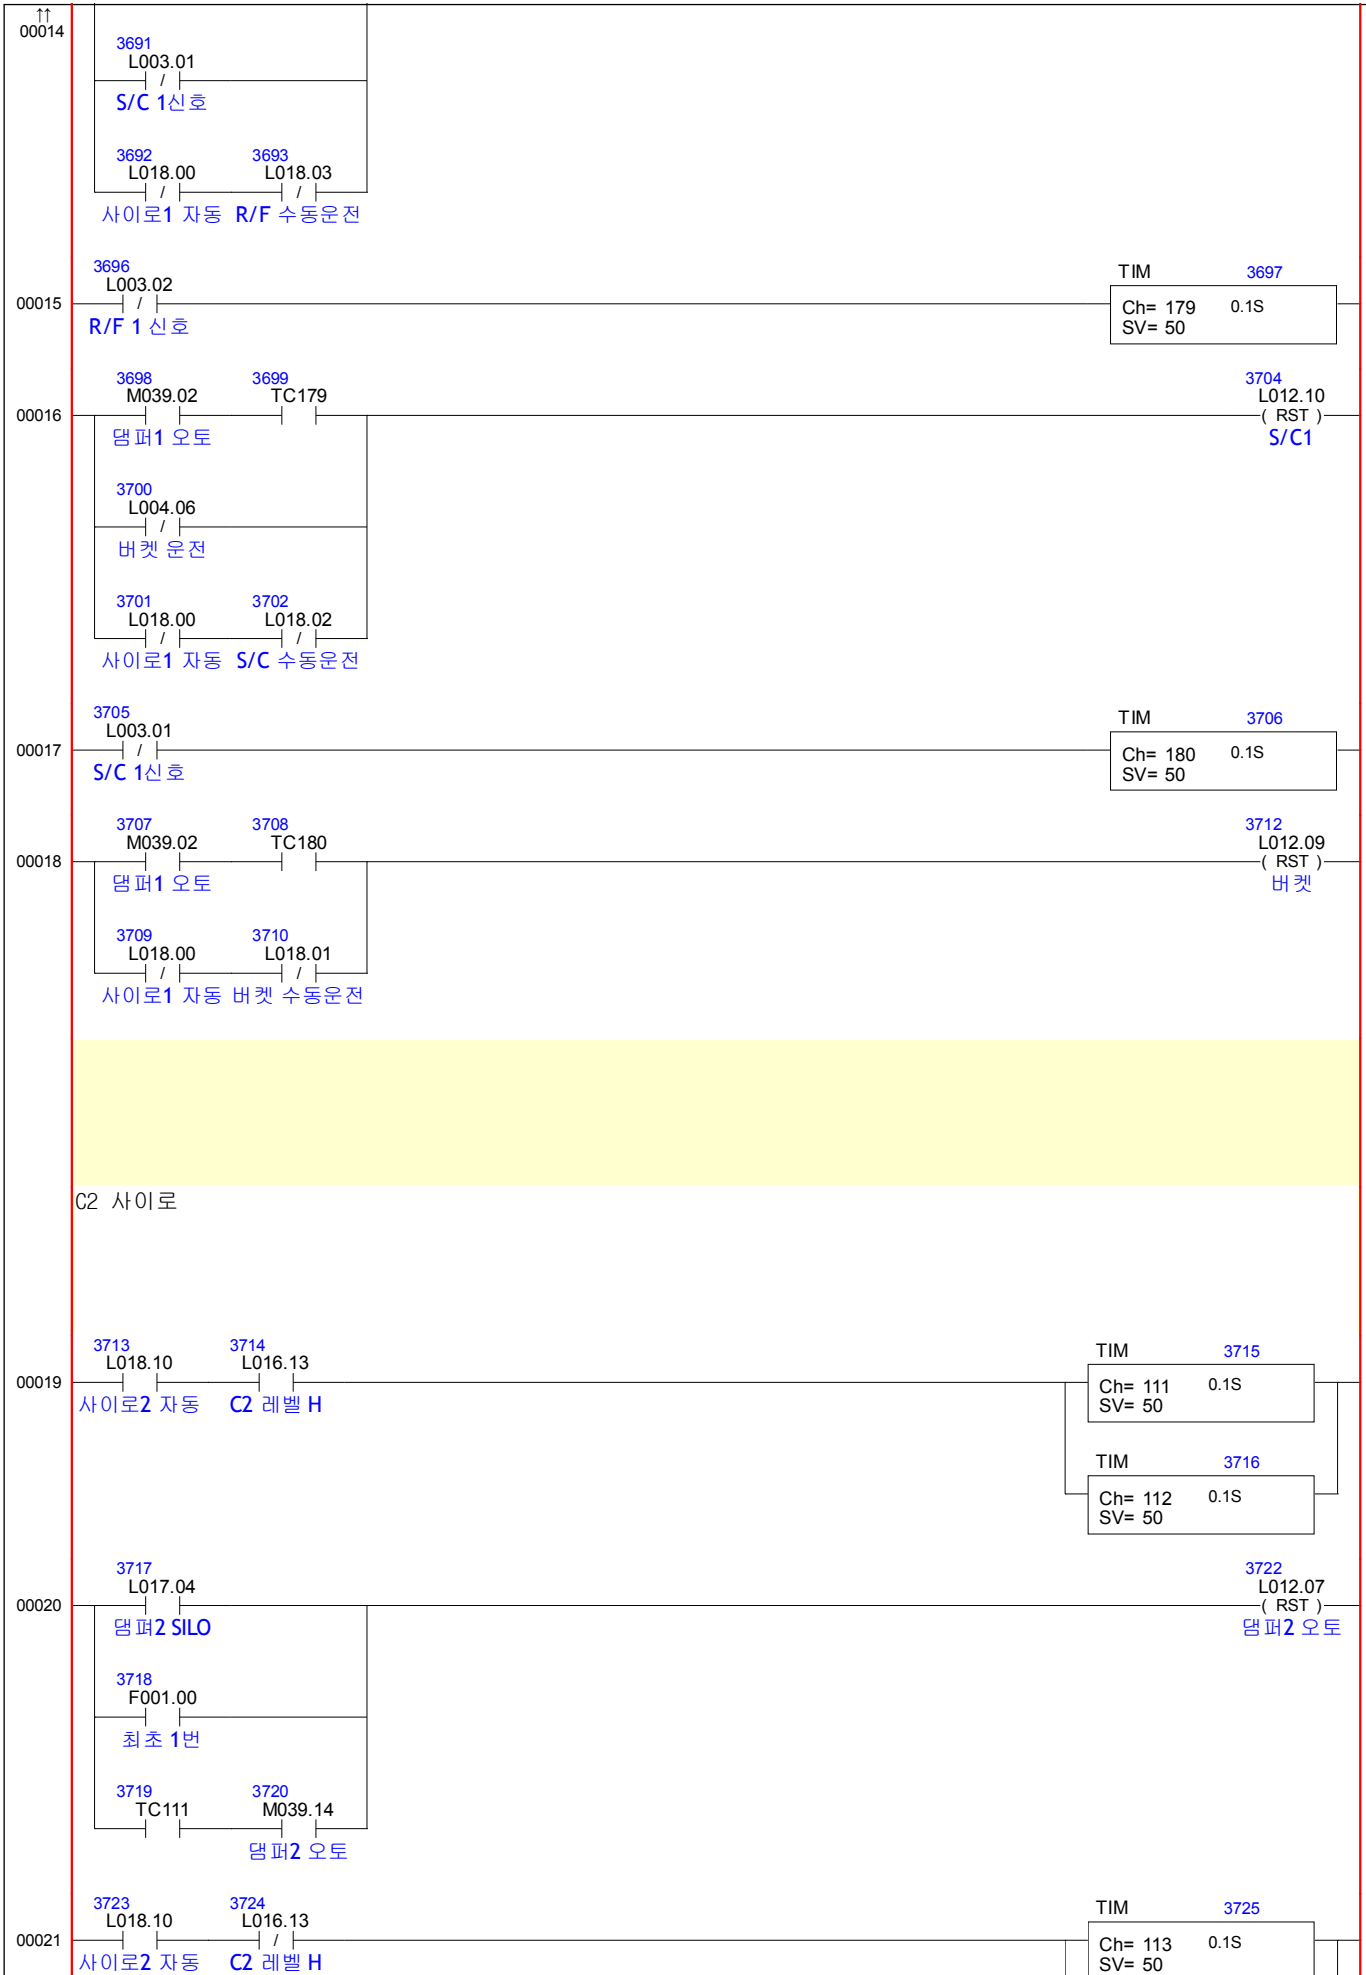 ↑↑
00014
3691
L003.01
/
S/C 1신호
3692 3693
L018.00 L018.03
/ /
사이로1 자동 R/F 수동운전
3696 TIM 3697
L003.02
00015 / Ch= 179 0.1S
R/F 1 신호 SV= 50
3698 3699 3704
M039.02 TC179 L012.10
00016 ( RST )
댐퍼1 오토 S/C1
3700
L004.06
/
버켓 운전
3701 3702
L018.00 L018.02
/ /
사이로1 자동 S/C 수동운전
3705 TIM 3706
L003.01
00017 / Ch= 180 0.1S
S/C 1신호 SV= 50
3707 3708 3712
M039.02 TC180 L012.09
00018 ( RST )
댐퍼1 오토 버켓
3709 3710
L018.00 L018.01
/ /
사이로1 자동 버켓 수동운전
C2 사이로
3713 3714 TIM 3715
L018.10 L016.13
00019 Ch= 111 0.1S
사이로2 자동 C2 레벨 H SV= 50
TIM 3716
Ch= 112 0.1S
SV= 50
3717 3722
L017.04 L012.07
00020 ( RST )
댐펴2 SILO 댐퍼2 오토
3718
F001.00
최초 1번
3719 3720
TC111 M039.14
댐퍼2 오토
3723 3724 TIM 3725
L018.10 L016.13
00021 / Ch= 113 0.1S
사이로2 자동 C2 레벨 H SV= 50